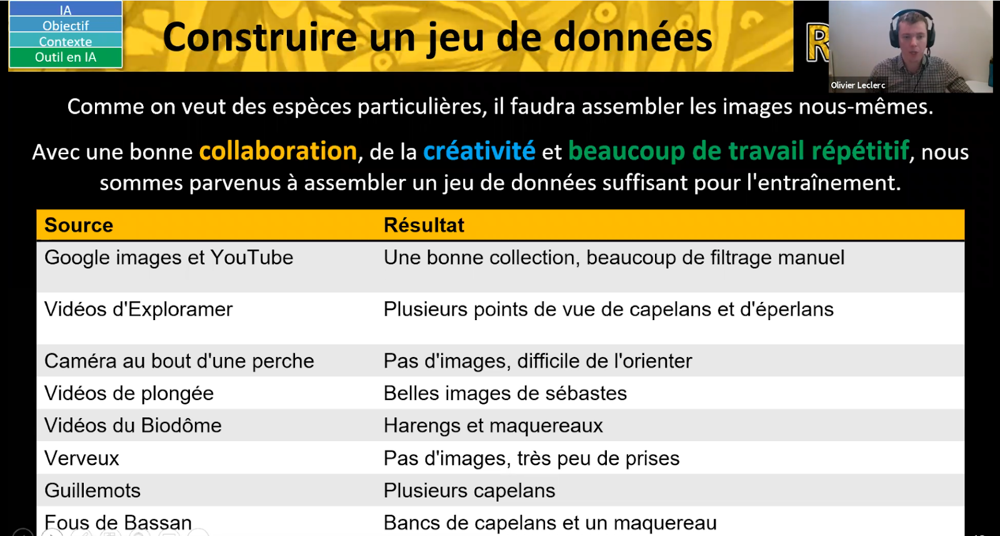 IA
Objectif
Contexte
Outil en IA
Construire un jeu de données
R
Olivier Leclerc
Comme on veut des espèces particulières, il faudra assembler les images nous-mêmes.
Avec une bonne collaboration, de la créativité et beaucoup de travail répétitif, nous
sommes parvenus à assembler un jeu de données suffisant pour l'entraînement.
Source Résultat
Google images et YouTube Une bonne collection, beaucoup de filtrage manuel
Vidéos d'Exploramer Plusieurs points de vue de capelans et d'éperlans
Caméra au bout d'une perche Pas d'images, difficile de l'orienter
Vidéos de plongée Belles images de sébastes
Vidéos du Biodôme Harengs et maquereaux
Verveux Pas d'images, très peu de prises
Guillemots Plusieurs capelans
Fous de Bassan Bancs de capelans et un maquereau